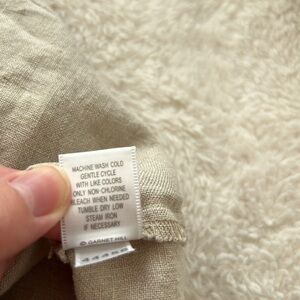 MACHINE WASH COLD
GENTLE CYCLE
WITH LIKE COLORS
ONLY NON-CHLORINE
BLEACH WHEN NEEDED
TUMBLE DRY LOW
STEAM IRON
IF NECESSARY
© GARNET HILL